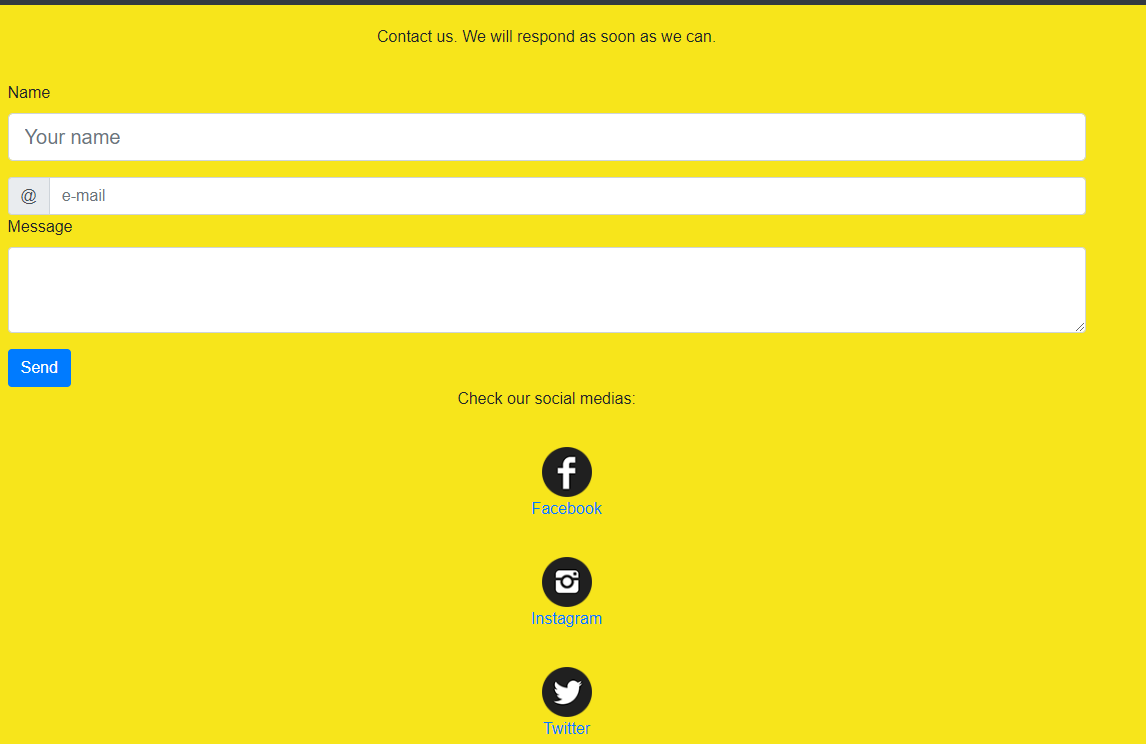 Contact us. We will respond as soon as we can.
Name
Your name
@ e-mail
Message
Send
Check our social medias:
Facebook
Instagram
Twitter